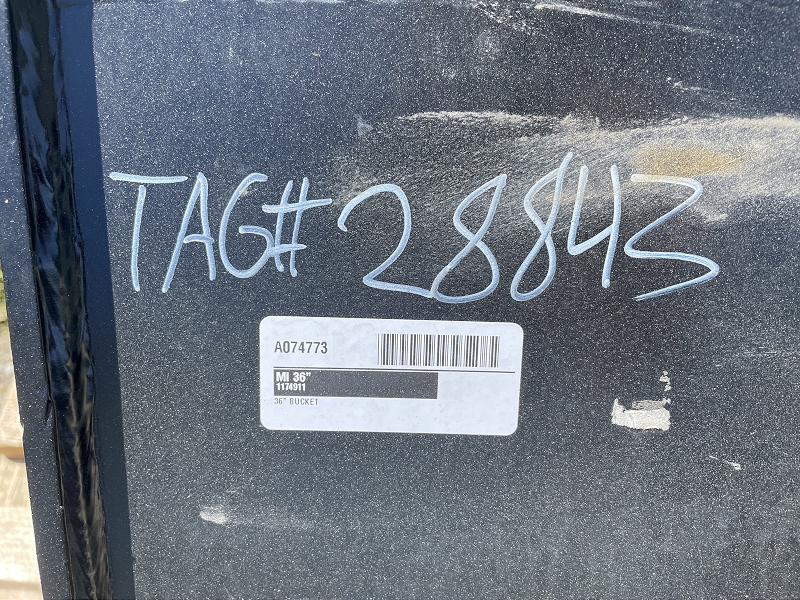 TAG# 28843
A074773
MI 36"
1174911
36" BUCKET